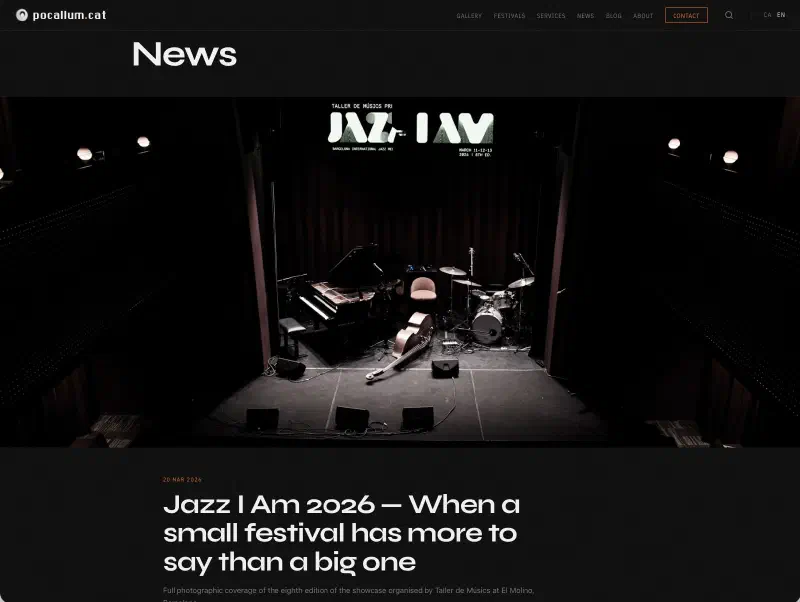 pocallum.cat
GALLERY FESTIVALS SERVICES NEWS BLOG ABOUT CONTACT CA EN
News
TALLER DE MÚSICS PRI
JAZZ I AM
BARCELONA INTERNATIONAL JAZZ
MARCH 11-12-13
2026 | 8TH ED.
20 MAR 2026
Jazz I Am 2026 — When a
small festival has more to
say than a big one
Full photographic coverage of the eighth edition of the showcase organised by Taller de Músics at El Molino,